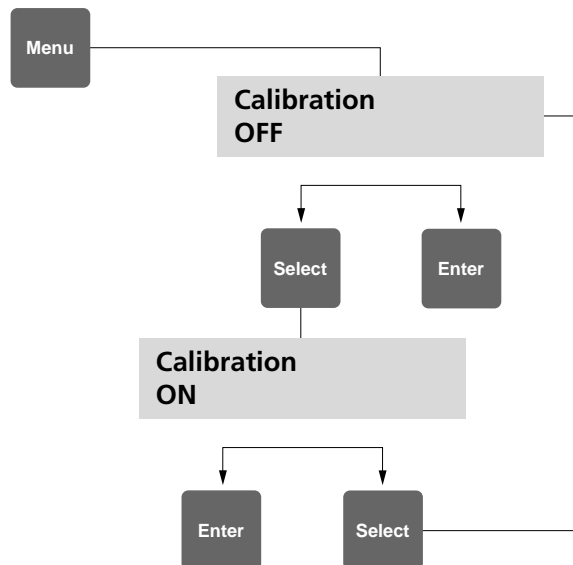 Menu
Calibration
OFF
Select
Enter
Calibration
ON
Enter
Select